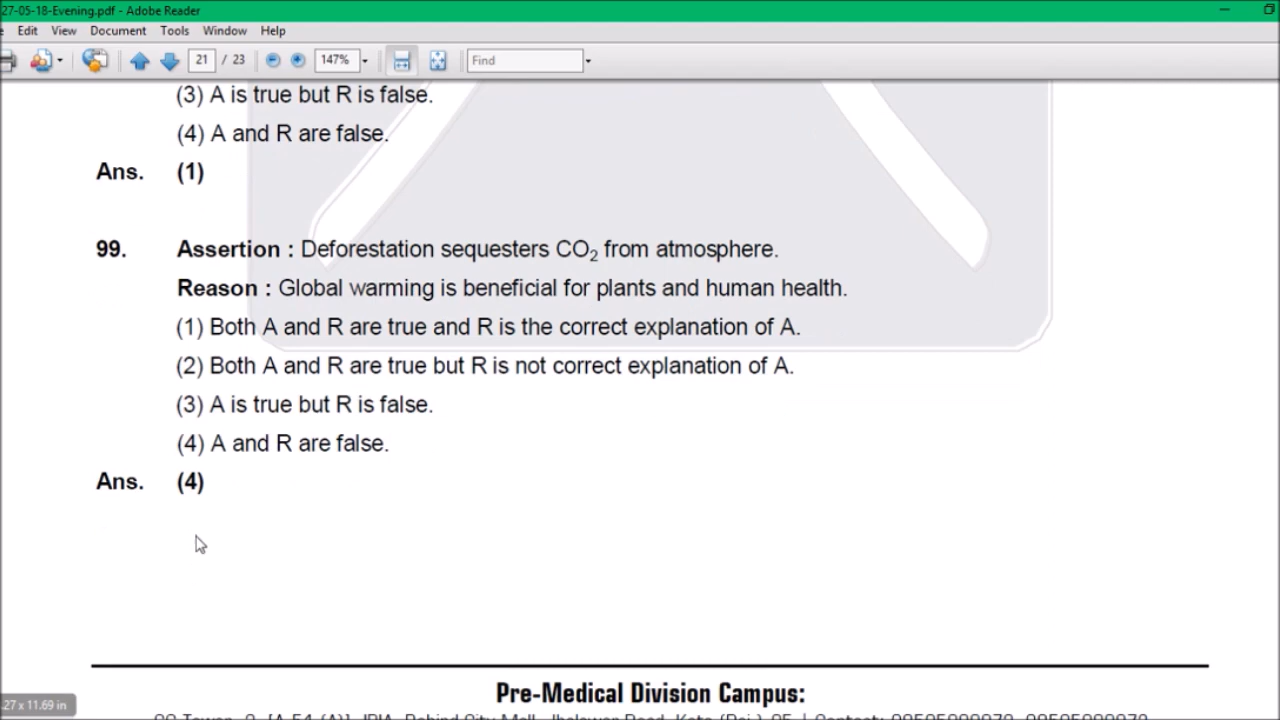 27-05-18-Evening.pdf - Adobe Reader
Edit View Document Tools Window Help
21 / 23 147% Find
(3) A is true but R is false.
(4) A and R are false.
Ans. (1)
99. Assertion : Deforestation sequesters CO₂ from atmosphere.
Reason : Global warming is beneficial for plants and human health.
(1) Both A and R are true and R is the correct explanation of A.
(2) Both A and R are true but R is not correct explanation of A.
(3) A is true but R is false.
(4) A and R are false.
Ans. (4)
Pre-Medical Division Campus:
.27 x 11.69 in